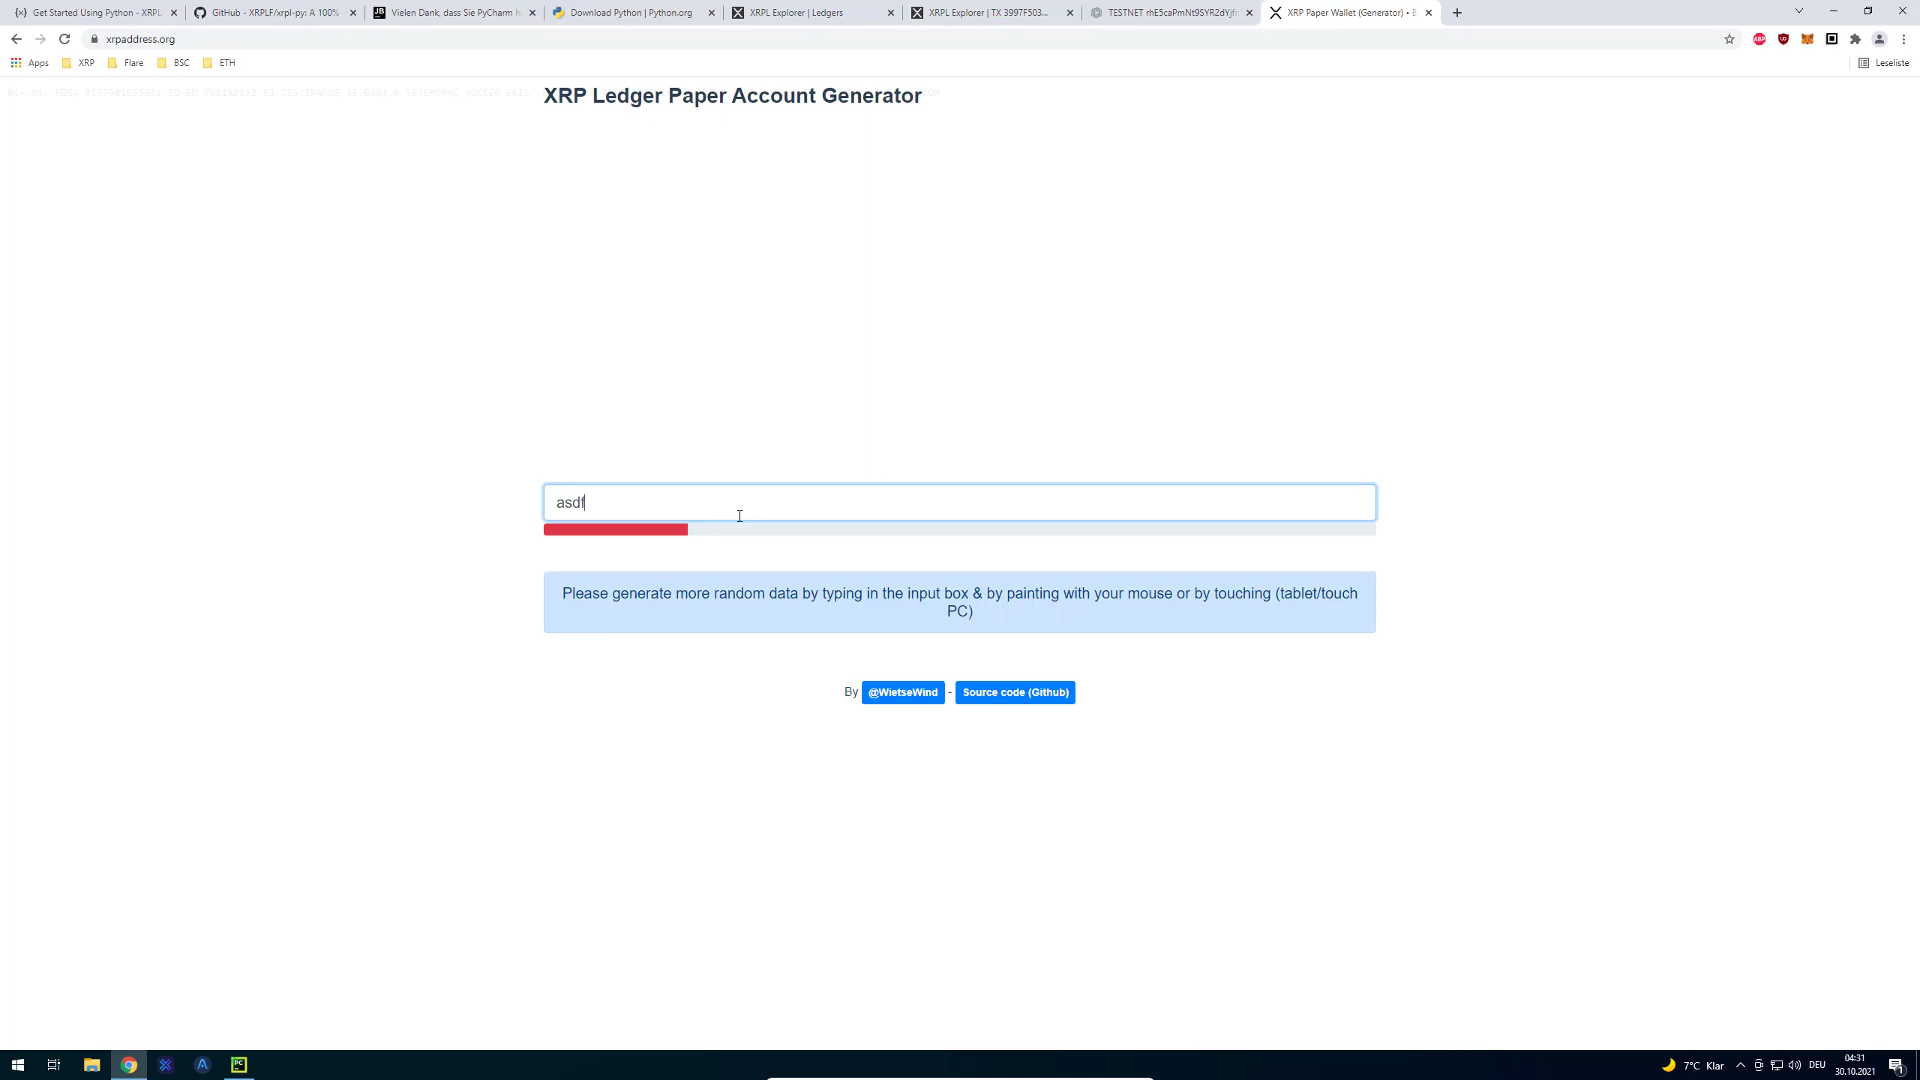 Get Started Using Python - XRPL
GitHub - XRPLF/xrpl-py: A 100%
Vielen Dank, dass Sie PyCharm h
Download Python | Python.org
XRPL Explorer | Ledgers
XRPL Explorer | TX 3997F503...
TESTNET rhE5caPmNt9SYR2dYjfr
XRP Paper Wallet (Generator) •
xrpaddress.org
ABP
Apps
XRP
Flare
BSC
ETH
Leseliste
XRP Ledger Paper Account Generator
asdf
Please generate more random data by typing in the input box & by painting with your mouse or by touching (tablet/touch
PC)
By @WietseWind - Source code (Github)
7°C Klar
DEU
04:31
30.10.2021